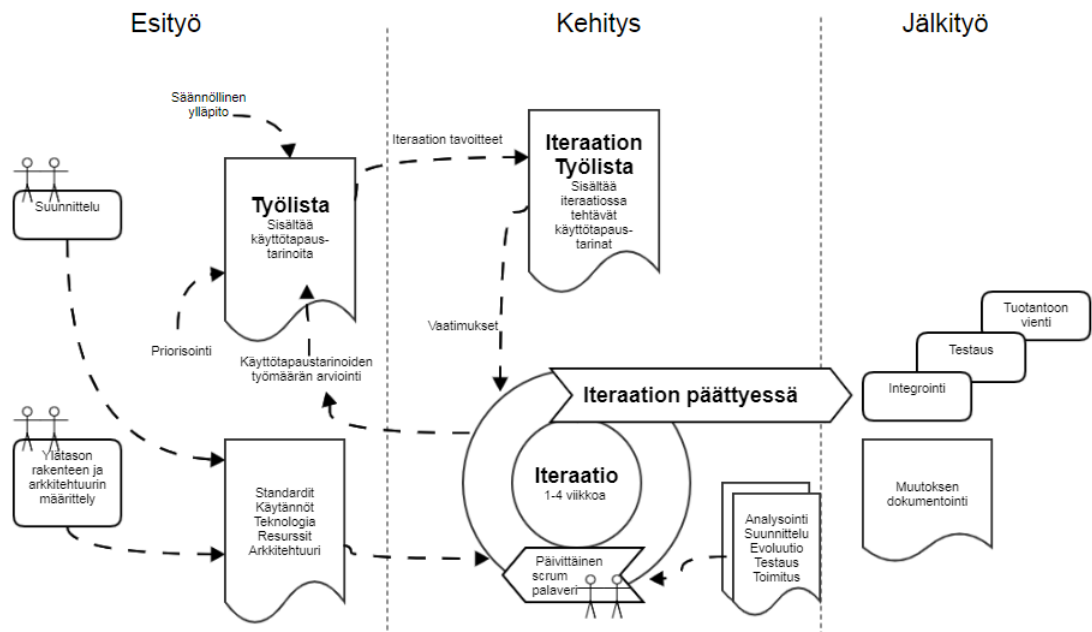 Esityö
Kehitys
Jälkityö
Säännöllinen
ylläpito
Suunnittelu
Työlista
Sisältää
käyttötapaus-
tarinoita
Priorisointi
Käyttötapaustarinoiden
työmäärän arviointi
Ylätason
rakenteen ja
arkkitehtuurin
määrittely
Standardit
Käytännöt
Teknologia
Resurssit
Arkkitehtuuri
Iteraation tavoitteet
Iteraation
Työlista
Sisältää
iteraatiossa
tehtävät
käyttötapaus-
tarinat
Vaatimukset
Iteraation päättyessä
Iteraatio
1-4 viikkoa
Päivittäinen
scrum
palaveri
Analysointi
Suunnittelu
Evoluutio
Testaus
Toimitus
Tuotantoon
vienti
Testaus
Integrointi
Muutoksen
dokumentointi